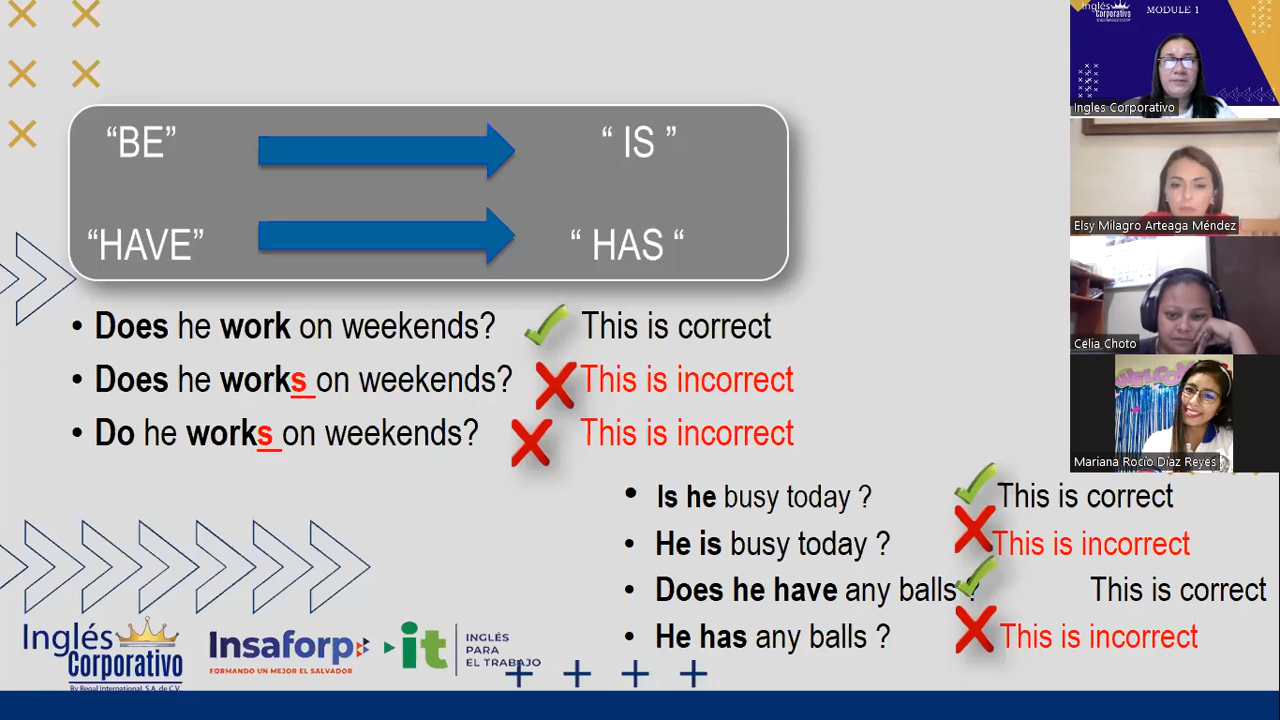 “BE” “ IS ”
“HAVE” “ HAS “
• Does he work on weekends? This is correct
• Does he works on weekends? This is incorrect
• Do he works on weekends? This is incorrect
• Is he busy today ? This is correct
• He is busy today ? This is incorrect
• Does he have any balls ? This is correct
• He has any balls ? This is incorrect
Inglés
Corporativo
By Regal International, S.A. de C.V.
Insaforp
FORMANDO UN MEJOR EL SALVADOR
it
INGLÉS
PARA
EL TRABAJO
Inglés
Corporativo
MODULE 1
Ingles Corporativo
Elsy Milagro Arteaga Méndez
Celia Choto
WELCOME
Mariana Rocío Díaz Reyes